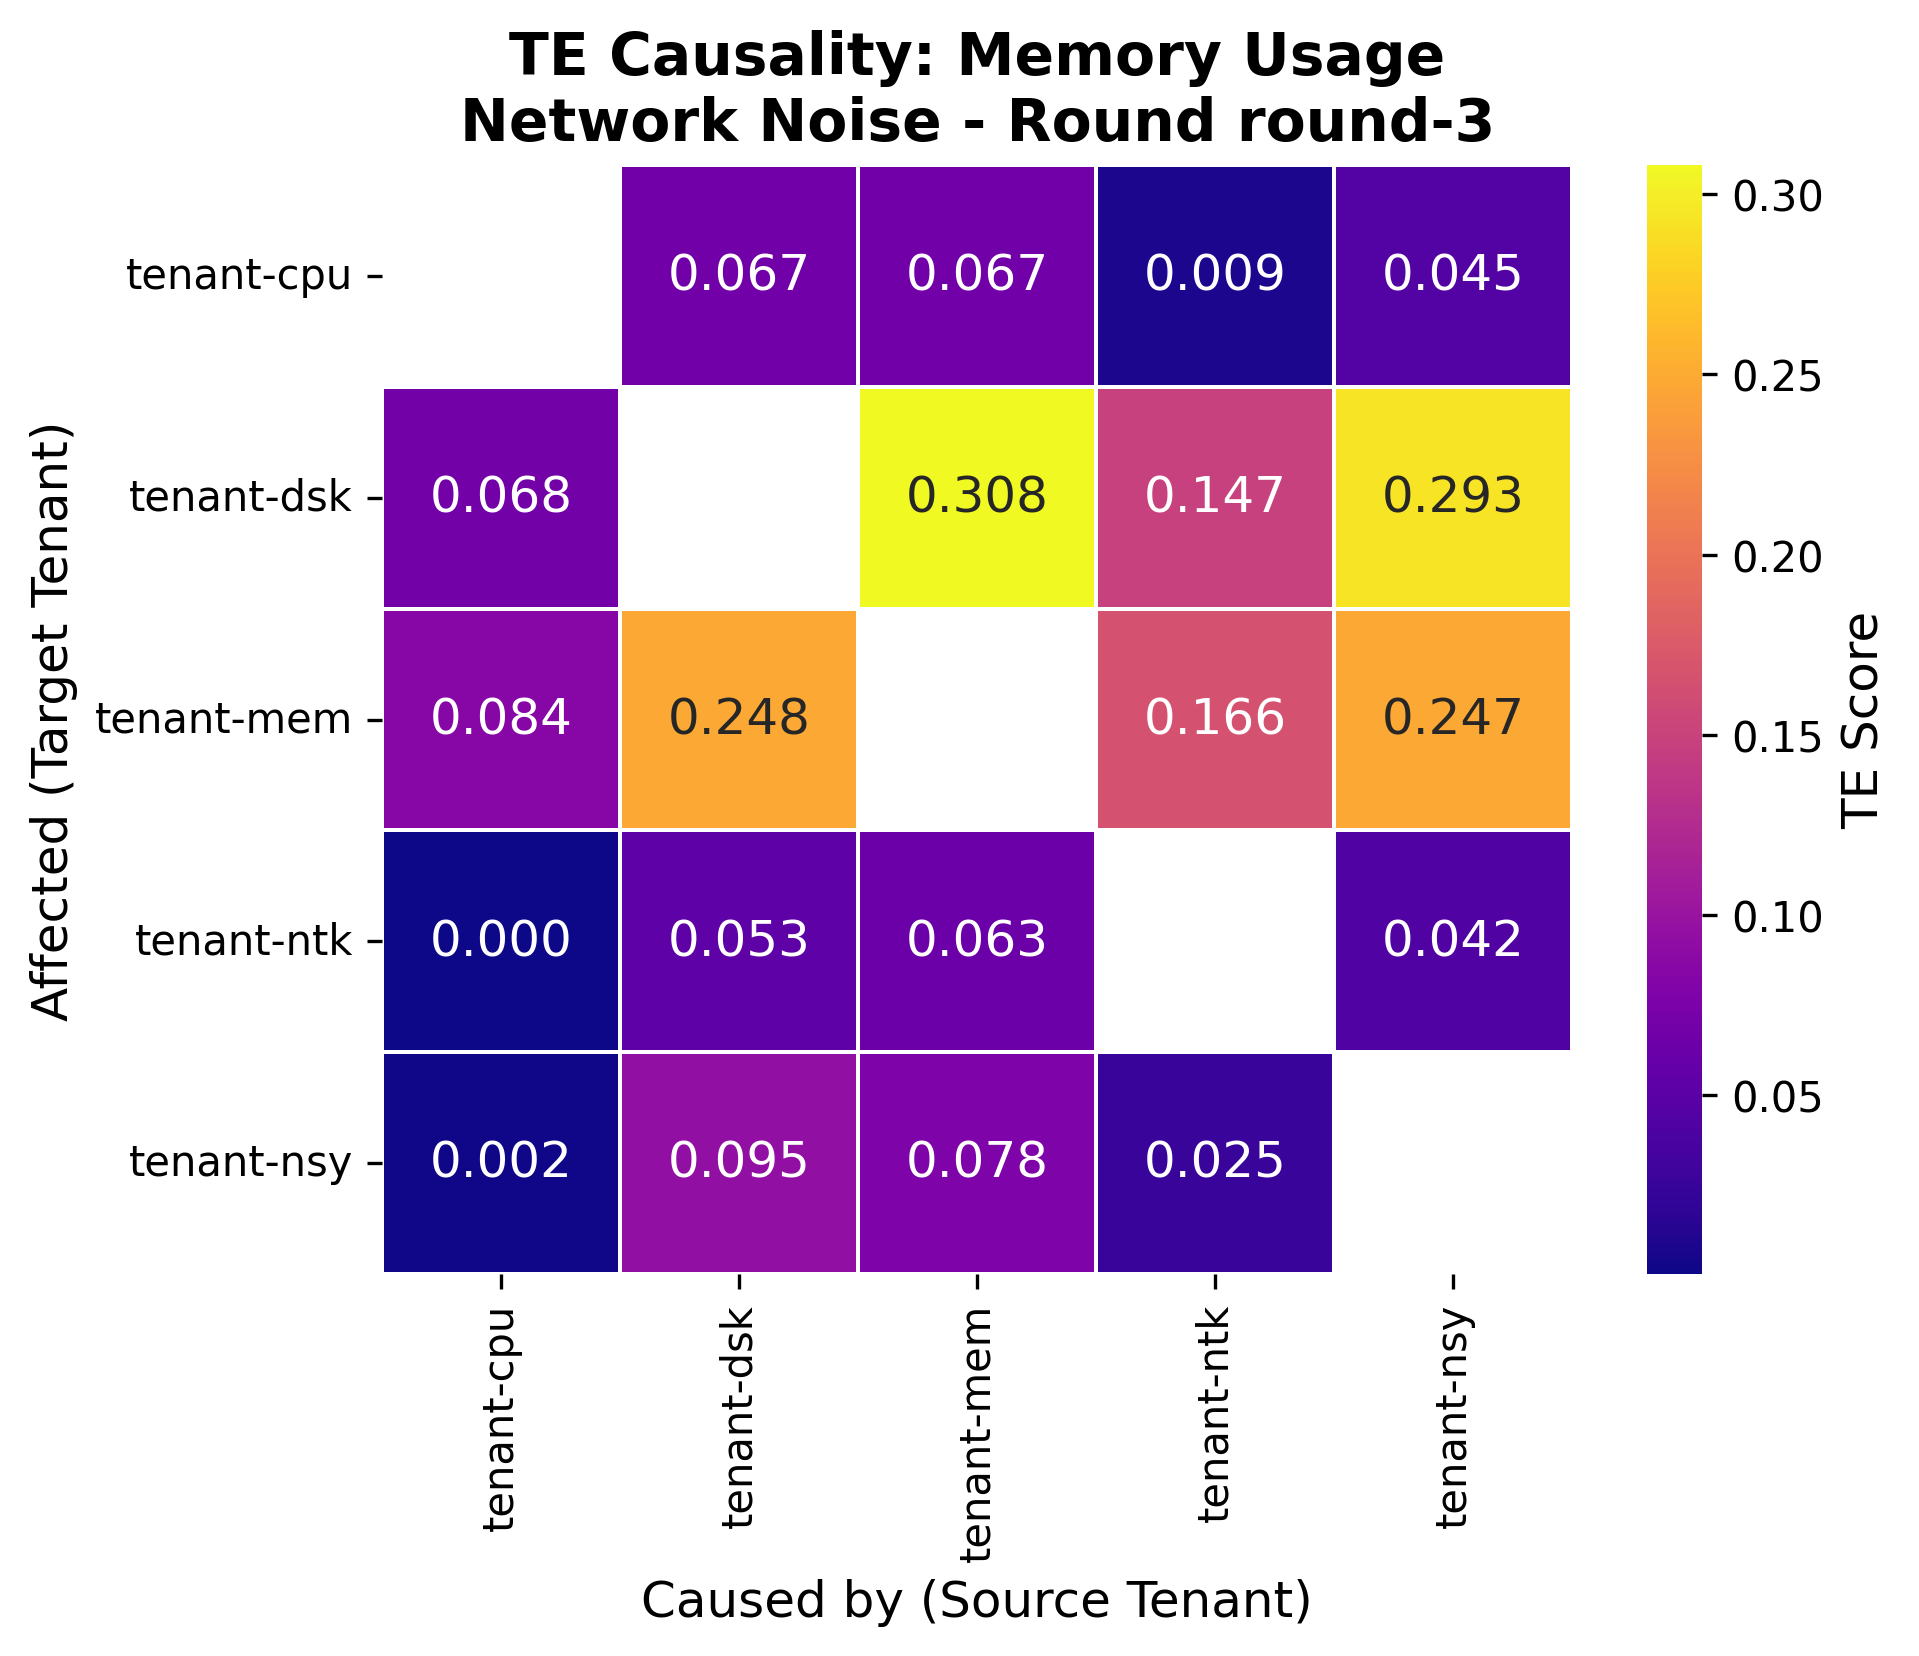 TE Causality: Memory Usage
Network Noise - Round round-3
tenant-cpu
0.067 0.067 0.009 0.045
tenant-dsk
0.068 0.308 0.147 0.293
tenant-mem
0.084 0.248 0.166 0.247
tenant-ntk
0.000 0.053 0.063 0.042
tenant-nsy
0.002 0.095 0.078 0.025
Affected (Target Tenant)
tenant-cpu
tenant-dsk
tenant-mem
tenant-ntk
tenant-nsy
Caused by (Source Tenant)
0.30
0.25
0.20
0.15
0.10
0.05
TE Score